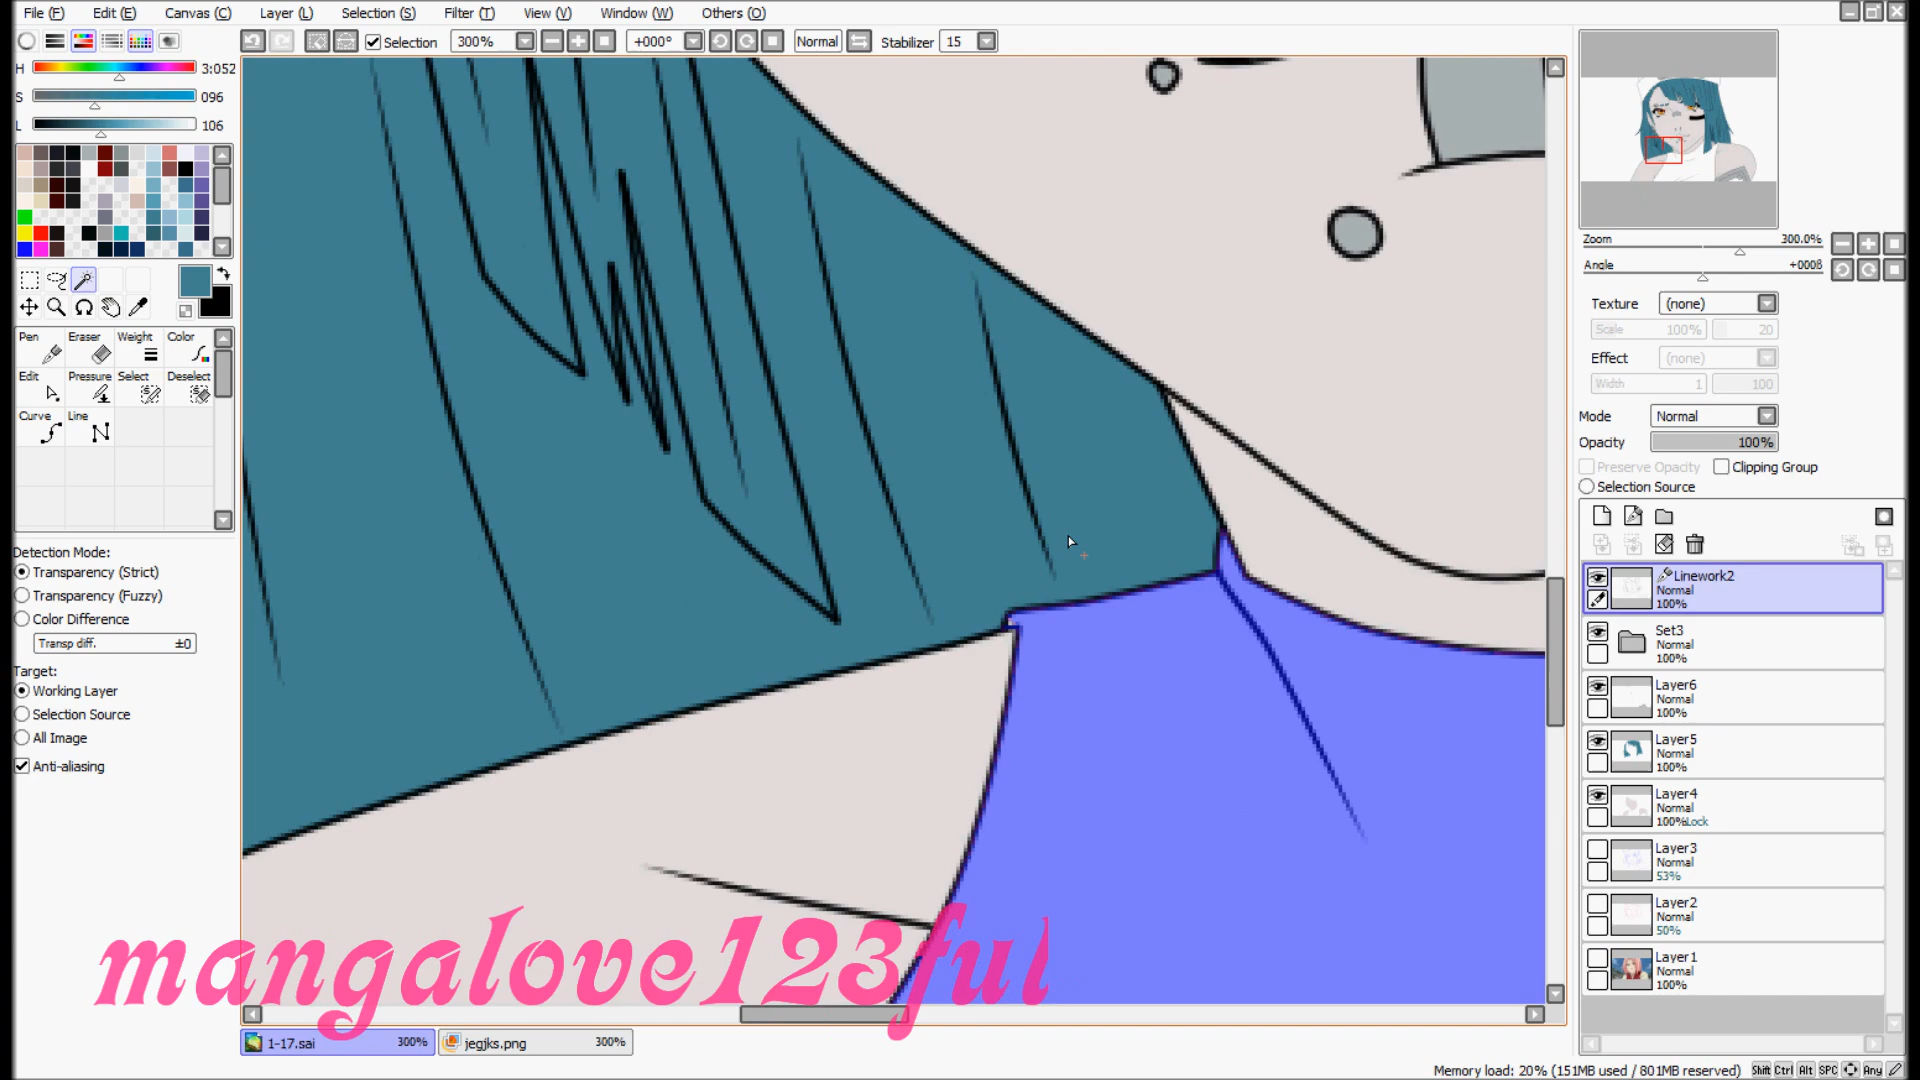 File (F) Edit (E) Canvas (C) Layer (L) Selection (S) Filter (T) View (V) Window (W) Others (O)
Selection 300% +000° Normal Stabilizer 15
H 3:052
S 096
L 106
Zoom 300.0%
Angle +000ß
Texture (none)
Scale 100% 20
Effect (none)
Width 1 100
Mode Normal
Opacity 100%
Preserve Opacity Clipping Group
Selection Source
Pen Eraser Weight Color
Edit Pressure Select Deselect
Curve Line
Detection Mode:
Transparency (Strict)
Transparency (Fuzzy)
Color Difference
Transp diff. ±0
Target:
Working Layer
Selection Source
All Image
Anti-aliasing
Linework2
Normal
100%
Set3
Normal
100%
Layer6
Normal
100%
Layer5
Normal
100%
Layer4
Normal
100%Lock
Layer3
Normal
53%
Layer2
Normal
50%
Layer1
Normal
100%
mangalove123ful
1-17.sai 300% jegjks.png 300%
Memory load: 20% (151MB used / 801MB reserved) Shift Ctrl Alt SPC Any